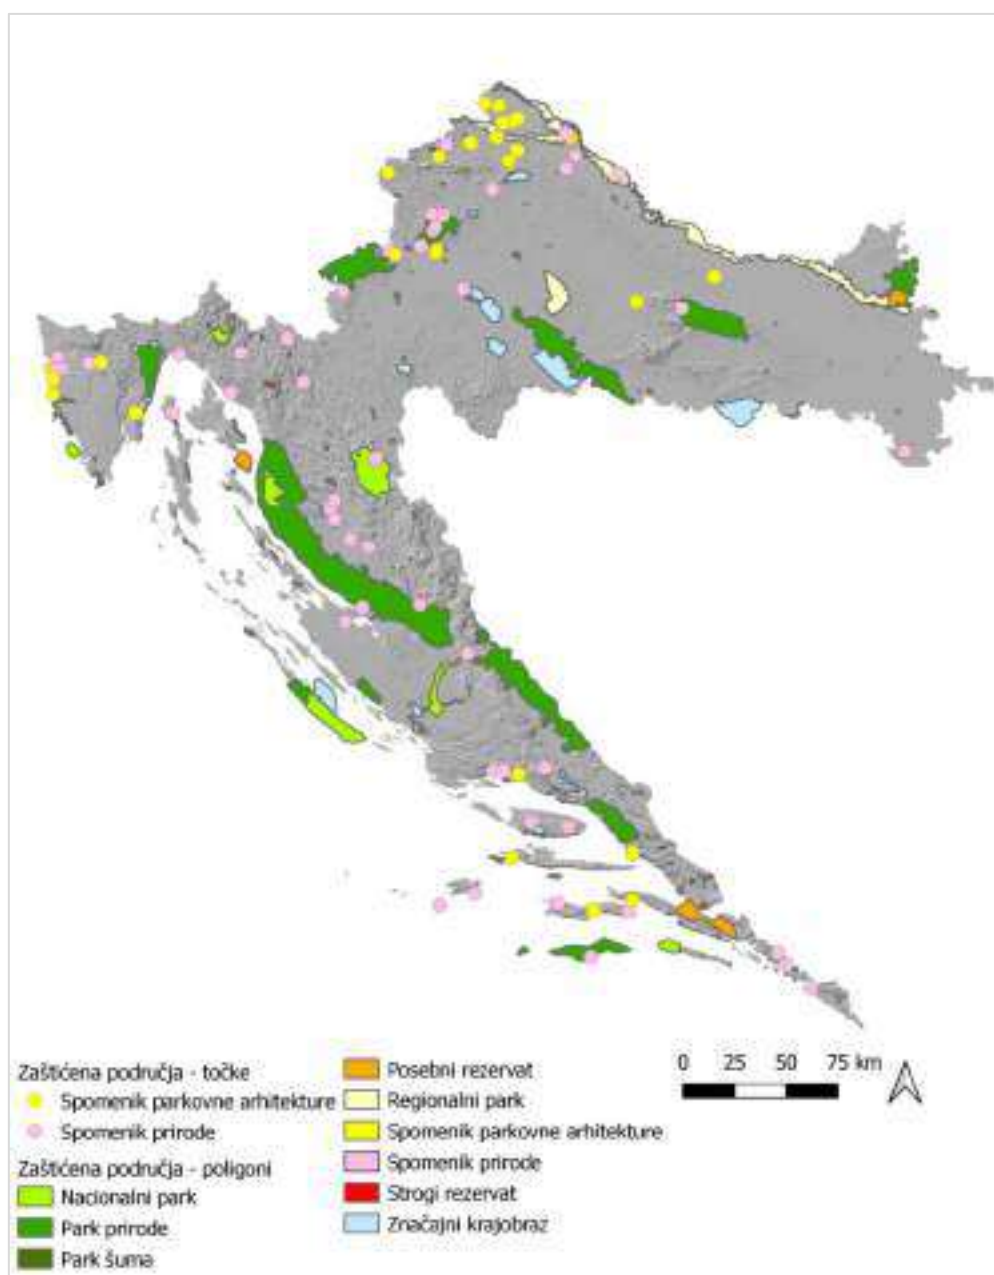 Zaštićena područja - točke
Spomenik parkovne arhitekture
Spomenik prirode
Zaštićena područja - poligoni
Nacionalni park
Park prirode
Park šuma
Posebni rezervat
Regionalni park
Spomenik parkovne arhitekture
Spomenik prirode
Strogi rezervat
Značajni krajobraz
0 25 50 75 km